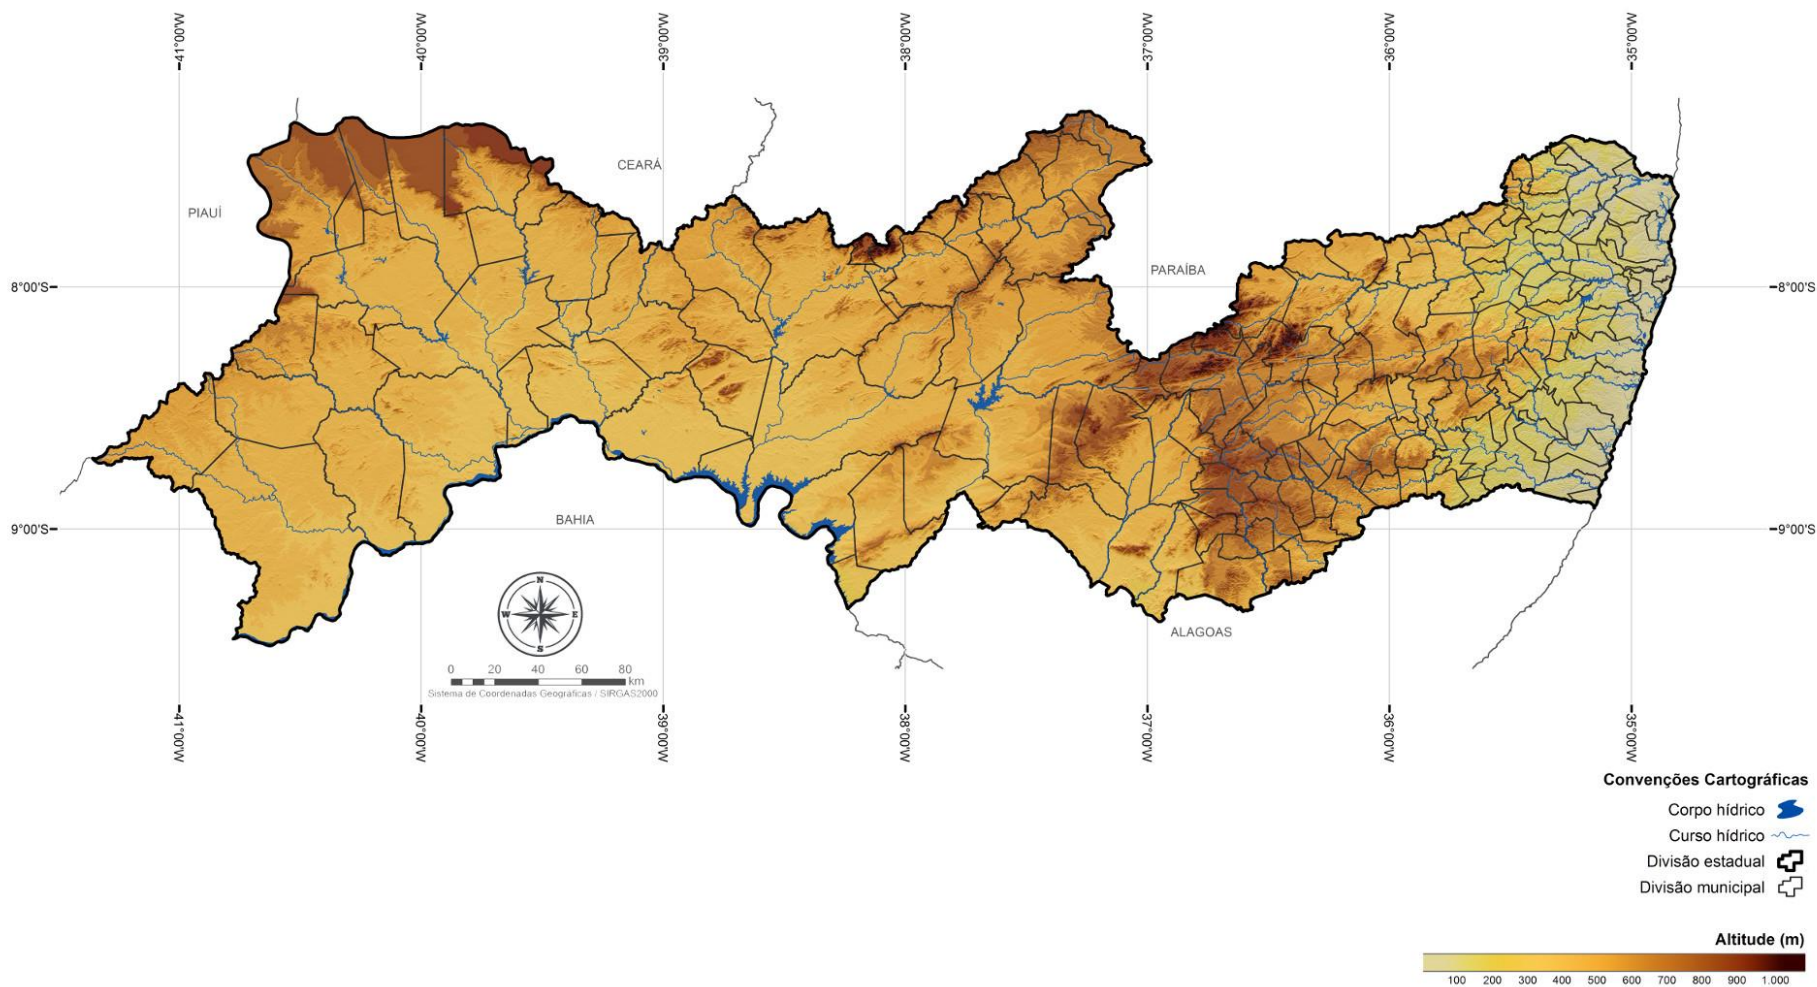 41°00'W 40°00'W 39°00'W 38°00'W 37°00'W 36°00'W 35°00'W
CEARÁ
PIAUÍ
PARAÍBA
8°00'S 8°00'S
BAHIA
9°00'S 9°00'S
N
W E
S
ALAGOAS
0 20 40 60 80
km
Sistema de Coordenadas Geográficas / SIRGAS2000
41°00'W 40°00'W 39°00'W 38°00'W 37°00'W 36°00'W 35°00'W
Convenções Cartográficas
Corpo hídrico
Curso hídrico
Divisão estadual
Divisão municipal
Altitude (m)
100 200 300 400 500 600 700 800 900 1.000